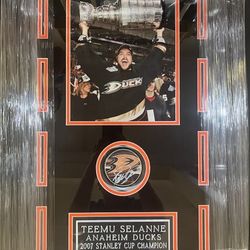 DUCKS
TEEMU SELANNE
ANAHEIM DUCKS
2007 STANLEY CUP CHAMPION